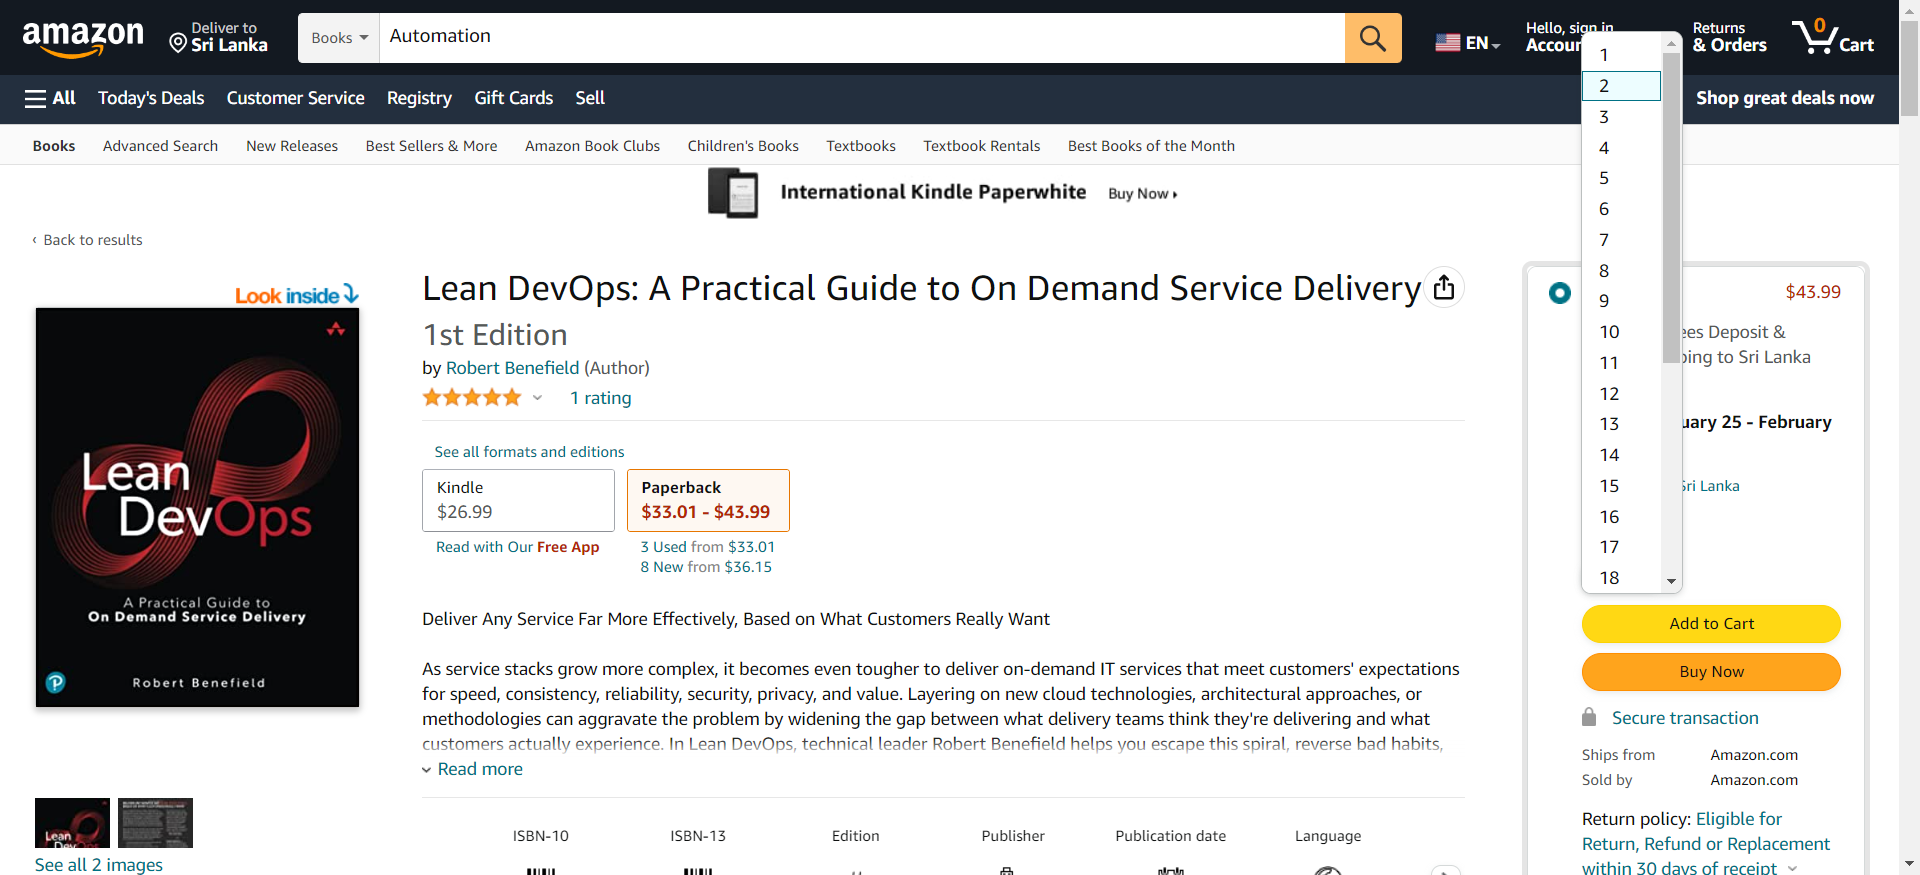 amazon
Deliver to
Sri Lanka
Books
Automation
EN
Hello, sign in
Accoun
Returns
& Orders
0
Cart
All
Today's Deals
Customer Service
Registry
Gift Cards
Sell
Shop great deals now
Books
Advanced Search
New Releases
Best Sellers & More
Amazon Book Clubs
Children's Books
Textbooks
Textbook Rentals
Best Books of the Month
International Kindle Paperwhite
Buy Now
‹ Back to results
Look inside
Lean
DevOps
A Practical Guide to
On Demand Service Delivery
Robert Benefield
P
See all 2 images
Lean DevOps: A Practical Guide to On Demand Service Delivery
1st Edition
by Robert Benefield (Author)
1 rating
See all formats and editions
Kindle
$26.99
Read with Our Free App
Paperback
$33.01 - $43.99
3 Used from $33.01
8 New from $36.15
Deliver Any Service Far More Effectively, Based on What Customers Really Want
As service stacks grow more complex, it becomes even tougher to deliver on-demand IT services that meet customers' expectations
for speed, consistency, reliability, security, privacy, and value. Layering on new cloud technologies, architectural approaches, or
methodologies can aggravate the problem by widening the gap between what delivery teams think they're delivering and what
customers actually experience. In Lean DevOps, technical leader Robert Benefield helps you escape this spiral, reverse bad habits,
Read more
ISBN-10
ISBN-13
Edition
Publisher
Publication date
Language
1
2
3
4
5
6
7
8
9
10
11
12
13
14
15
16
17
18
$43.99
ees Deposit &
ping to Sri Lanka
uary 25 - February
Sri Lanka
Add to Cart
Buy Now
Secure transaction
Ships from Amazon.com
Sold by Amazon.com
Return policy: Eligible for
Return, Refund or Replacement
within 30 days of receipt